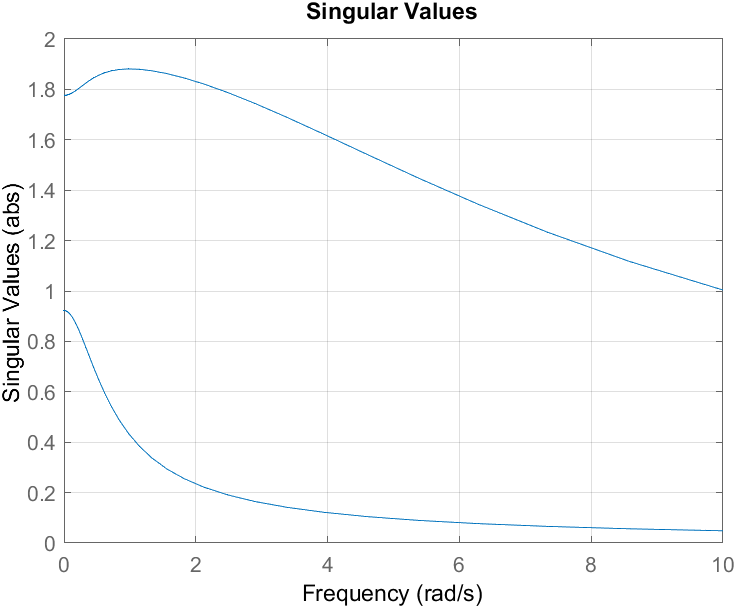 Singular Values
2
1.8
1.6
1.4
1.2
1
0.8
0.6
0.4
0.2
0
Singular Values (abs)
0 2 4 6 8 10
Frequency (rad/s)